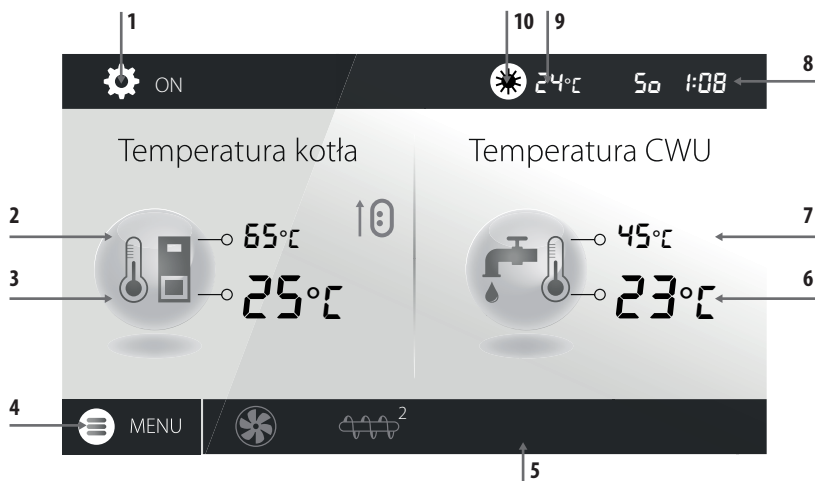 1 10 9
ON 24°C So 1:08 8
Temperatura kotła Temperatura CWU
2 65°C 45°C 7
3 25°C 23°C 6
4 MENU 2
5